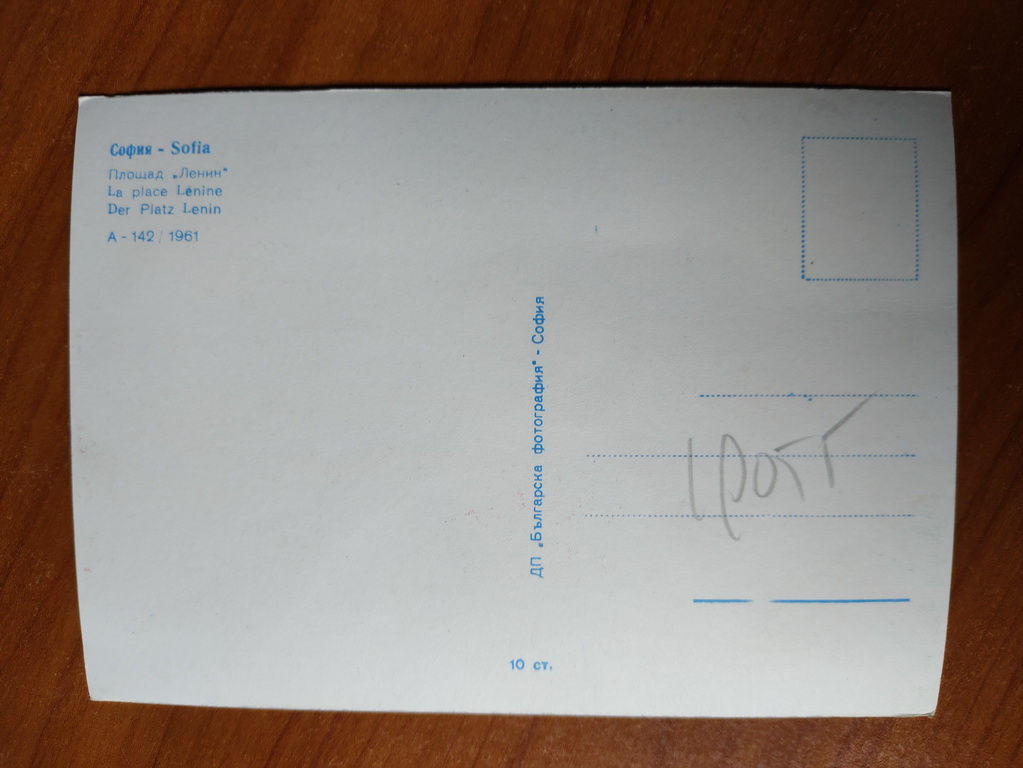 София - Sofia
Площад „Ленин"
La place Lénine
Der Platz Lenin
А - 142 / 1961
ДП „Българска фотография" - София
10 ст.